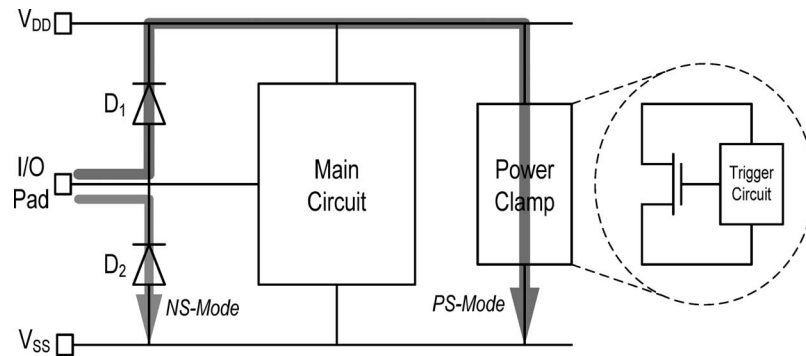 VDD
D1
I/O
Pad
D2
VSS
NS-Mode
Main
Circuit
Power
Clamp
PS-Mode
Trigger
Circuit